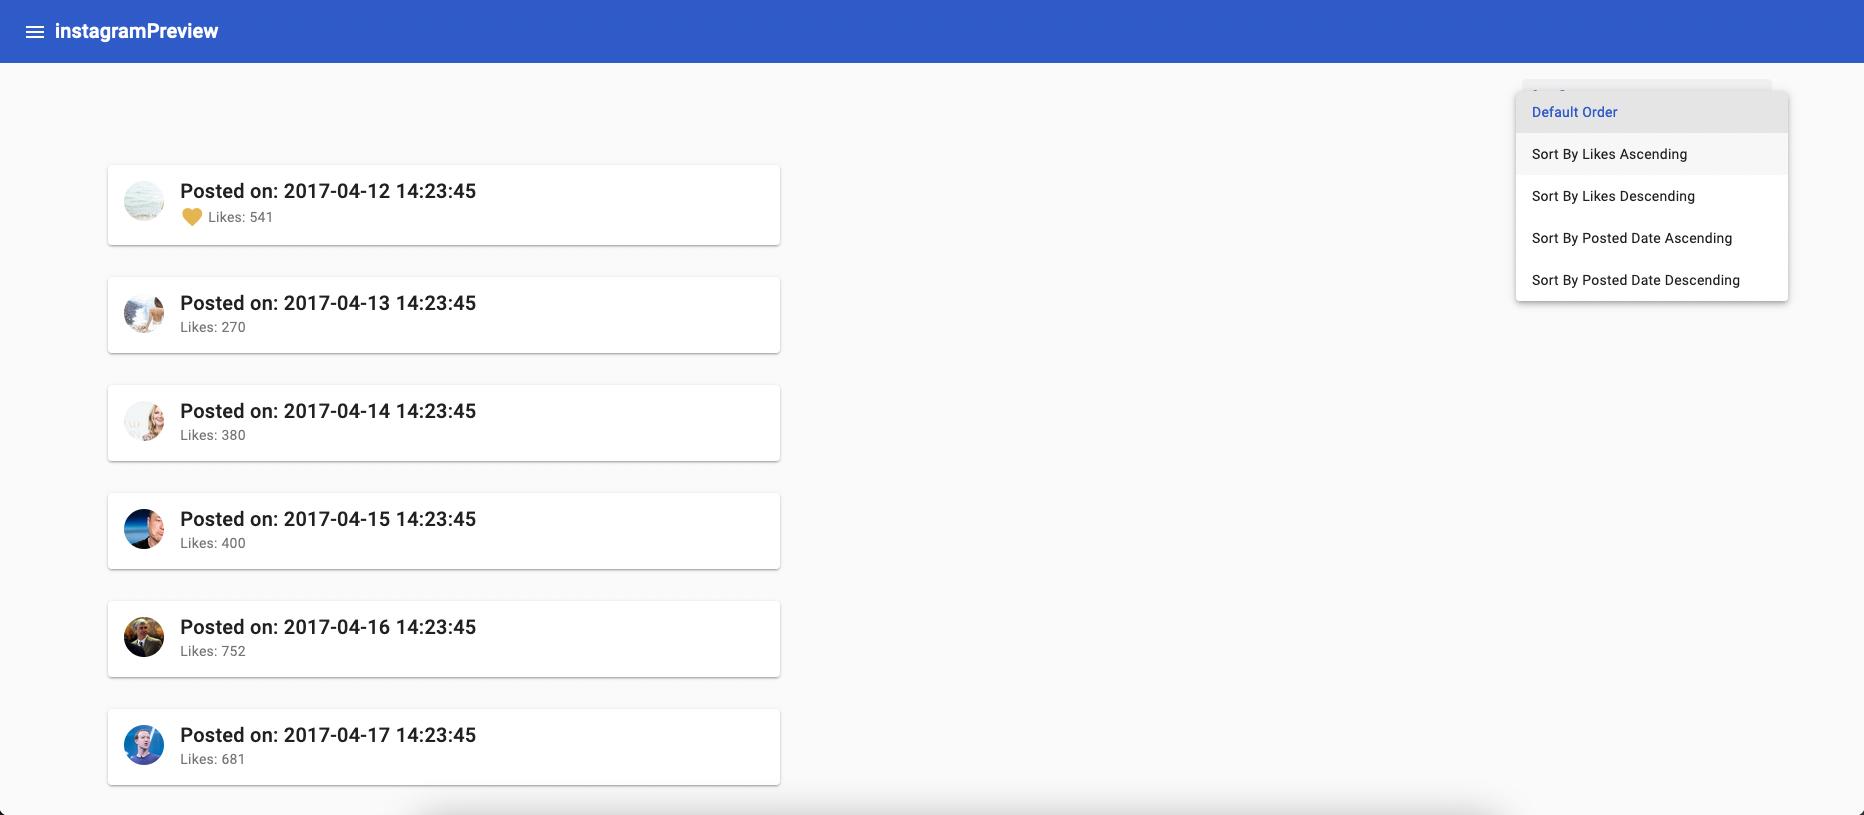 instagramPreview
Default Order
Sort By Likes Ascending
Sort By Likes Descending
Sort By Posted Date Ascending
Sort By Posted Date Descending
Posted on: 2017-04-12 14:23:45
Likes: 541
Posted on: 2017-04-13 14:23:45
Likes: 270
Posted on: 2017-04-14 14:23:45
Likes: 380
Posted on: 2017-04-15 14:23:45
Likes: 400
Posted on: 2017-04-16 14:23:45
Likes: 752
Posted on: 2017-04-17 14:23:45
Likes: 681